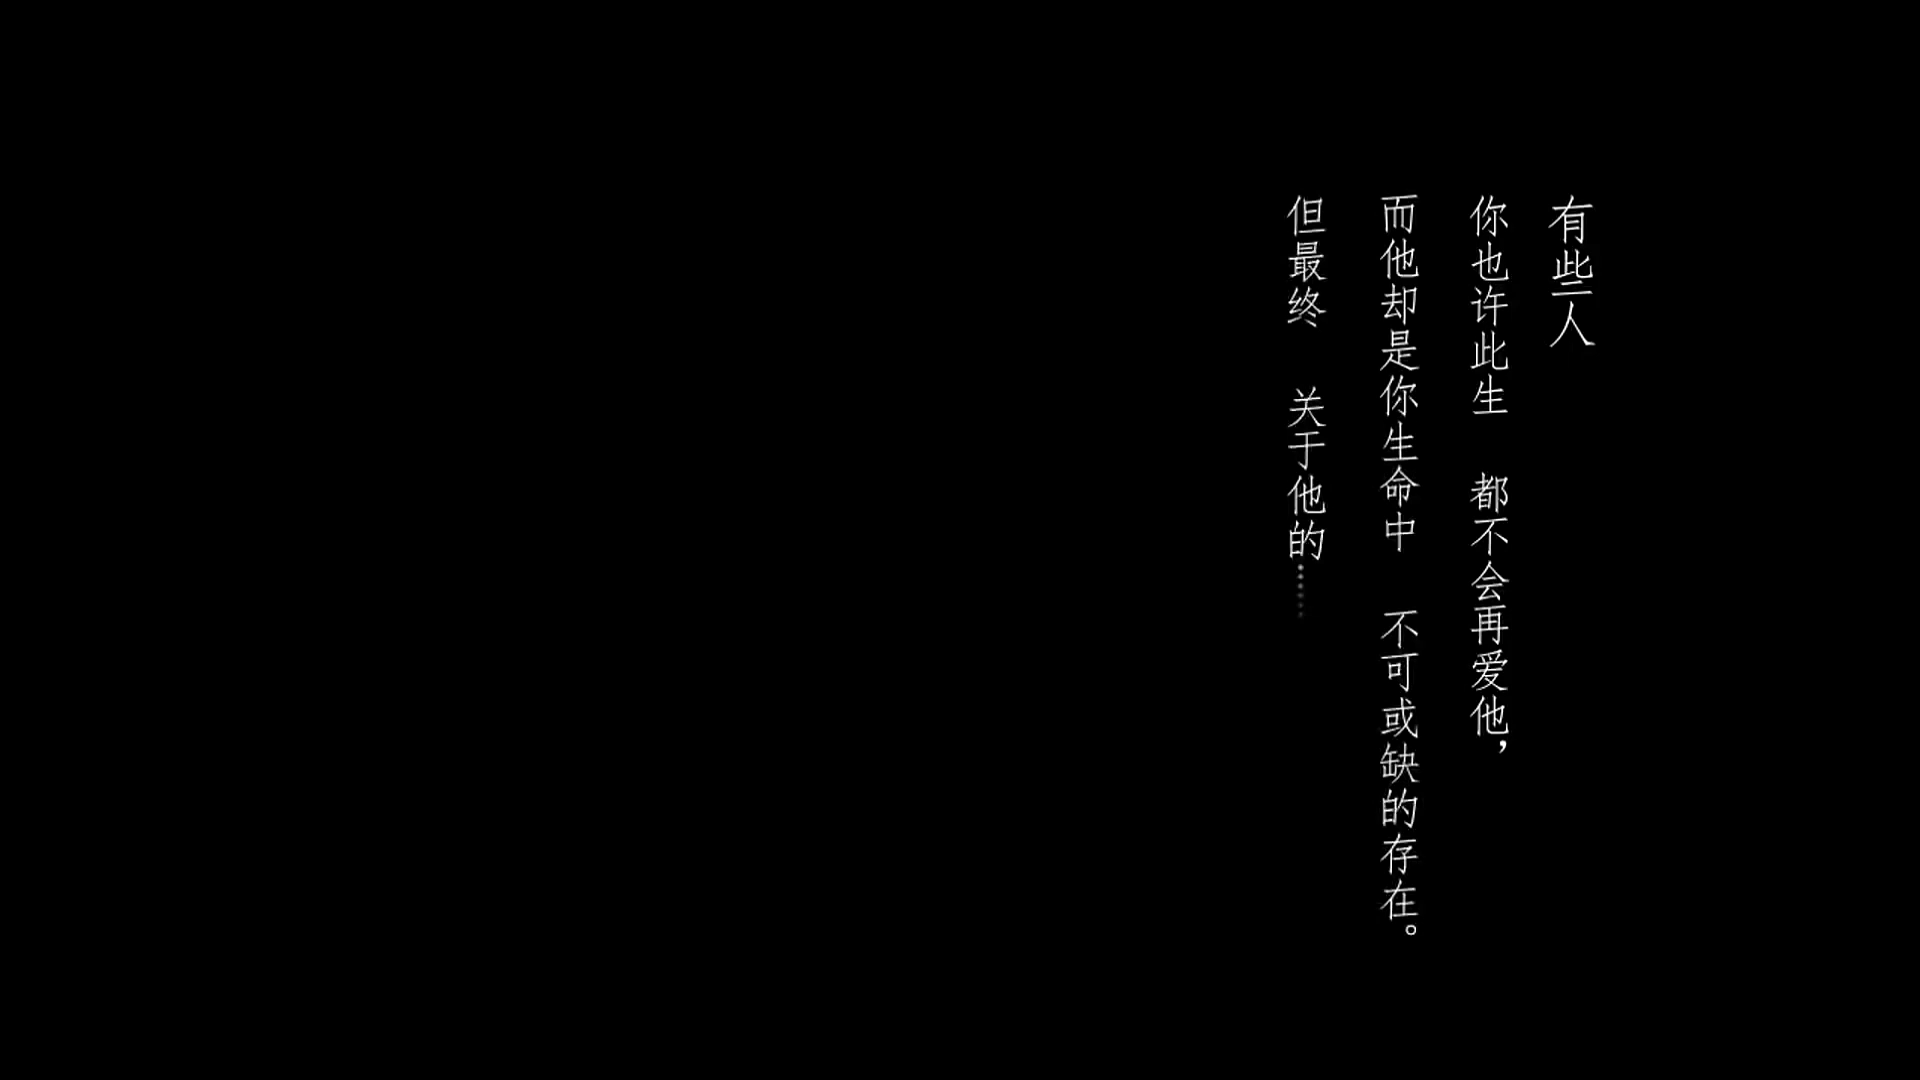 有些人
你也许此生 都不会再爱他，
而他却是你生命中 不可或缺的存在。
但最终 关于他的……